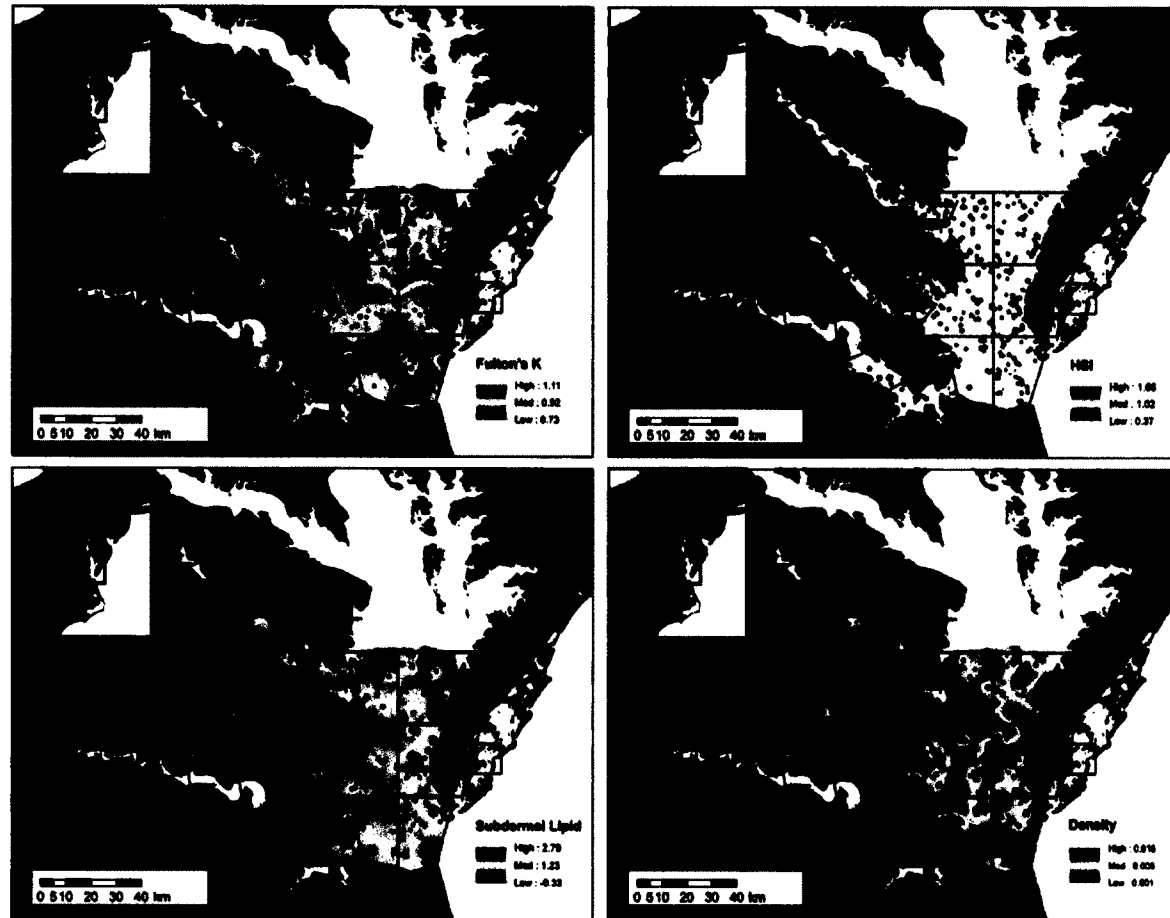 Fulton's K
High : 1.11
Med : 0.92
Low : 0.73
0 5 10 20 30 40 km
HSI
High : 1.66
Med : 1.02
Low : 0.37
0 5 10 20 30 40 km
Subdermal Lipid
High : 2.79
Med : 1.23
Low : -0.33
0 5 10 20 30 40 km
Density
High : 0.016
Med
Low : 0.001
0 5 10 20 30 40 km